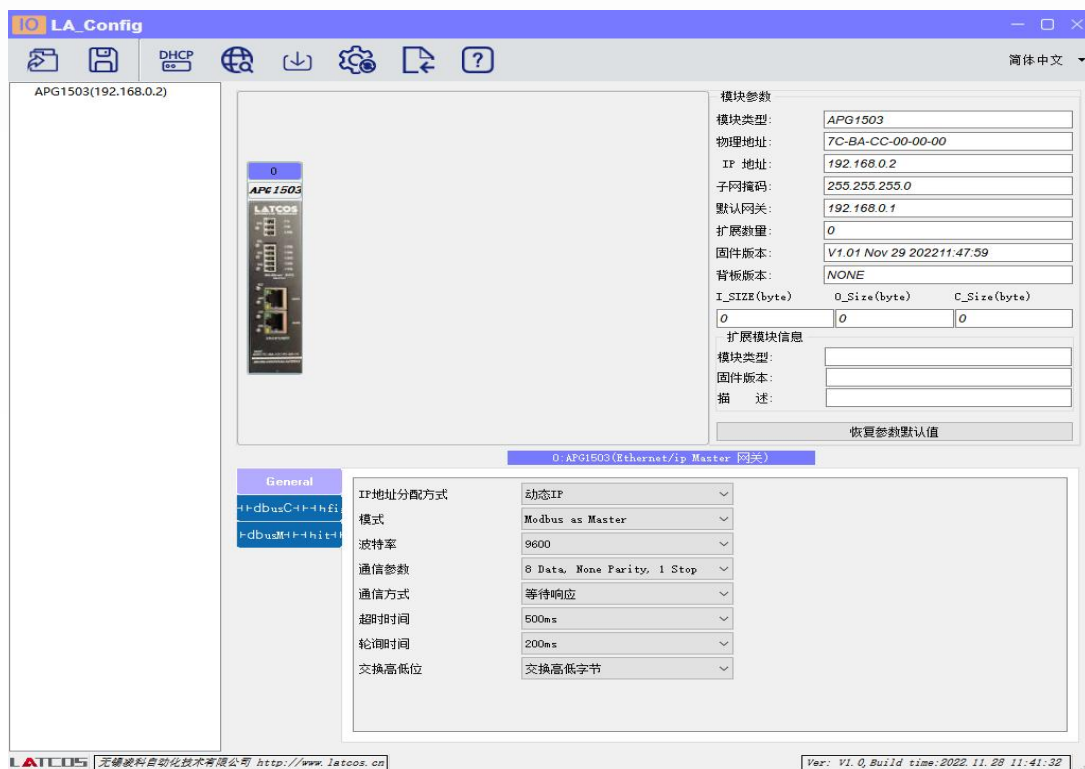 IO LA_Config
DHCP
简体中文
APG1503(192.168.0.2)
0
APG1503
LATCOS
模块参数
模块类型: APG1503
物理地址: 7C-BA-CC-00-00-00
IP 地址: 192.168.0.2
子网掩码: 255.255.255.0
默认网关: 192.168.0.1
扩展数量: 0
固件版本: V1.01 Nov 29 202211:47:59
背板版本: NONE
I_SIZE(byte) O_Size(byte) C_Size(byte)
0 0 0
扩展模块信息
模块类型:
固件版本:
描 述:
恢复参数默认值
0:APG1503(Ethernet/ip Master 网关)
General
IP地址分配方式 动态IP
模式 Modbus as Master
波特率 9600
通信参数 8 Data, None Parity, 1 Stop
通信方式 等待响应
超时时间 500ms
轮询时间 200ms
交换高低位 交换高低字节
LATCOS 无锡凌科自动化技术有限公司 http://www.latcos.cn
Ver: V1.0,Build time:2022.11.28 11:41:32